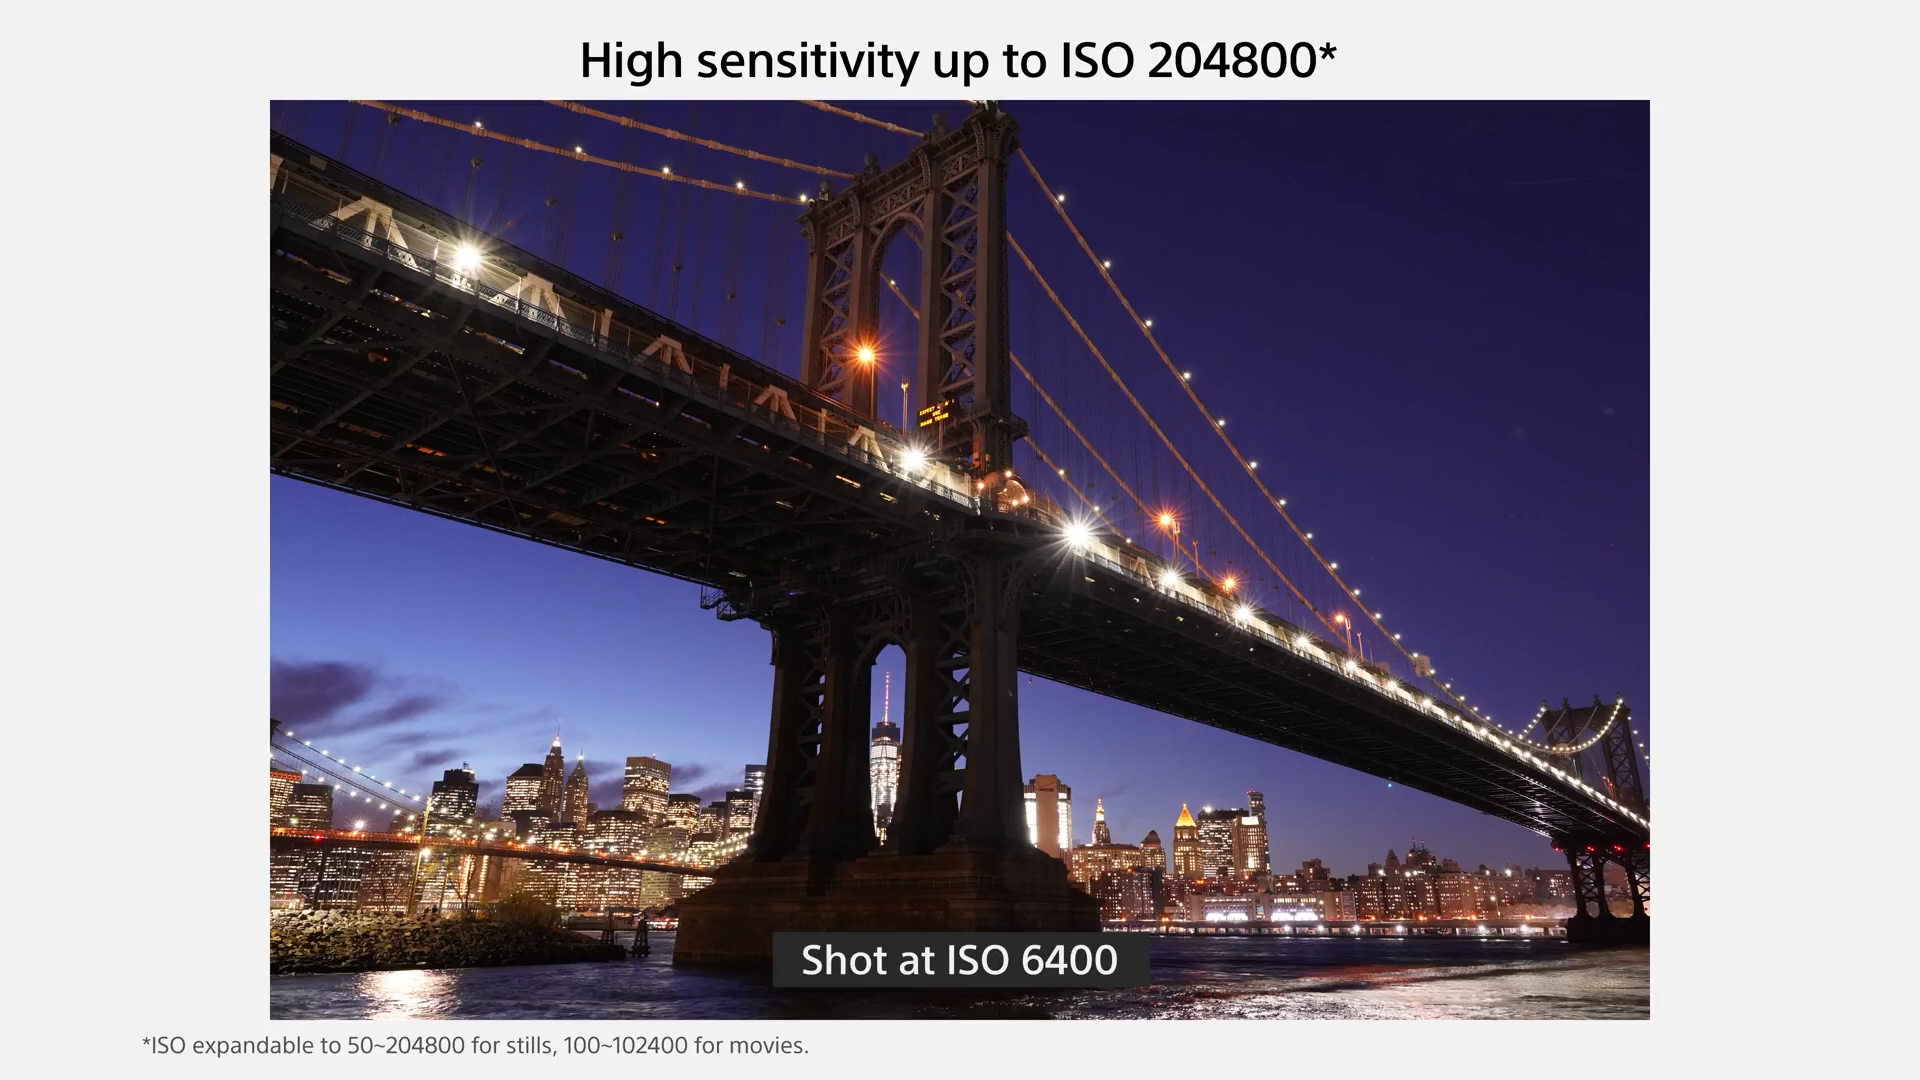 High sensitivity up to ISO 204800*
Shot at ISO 6400
*ISO expandable to 50~204800 for stills, 100~102400 for movies.